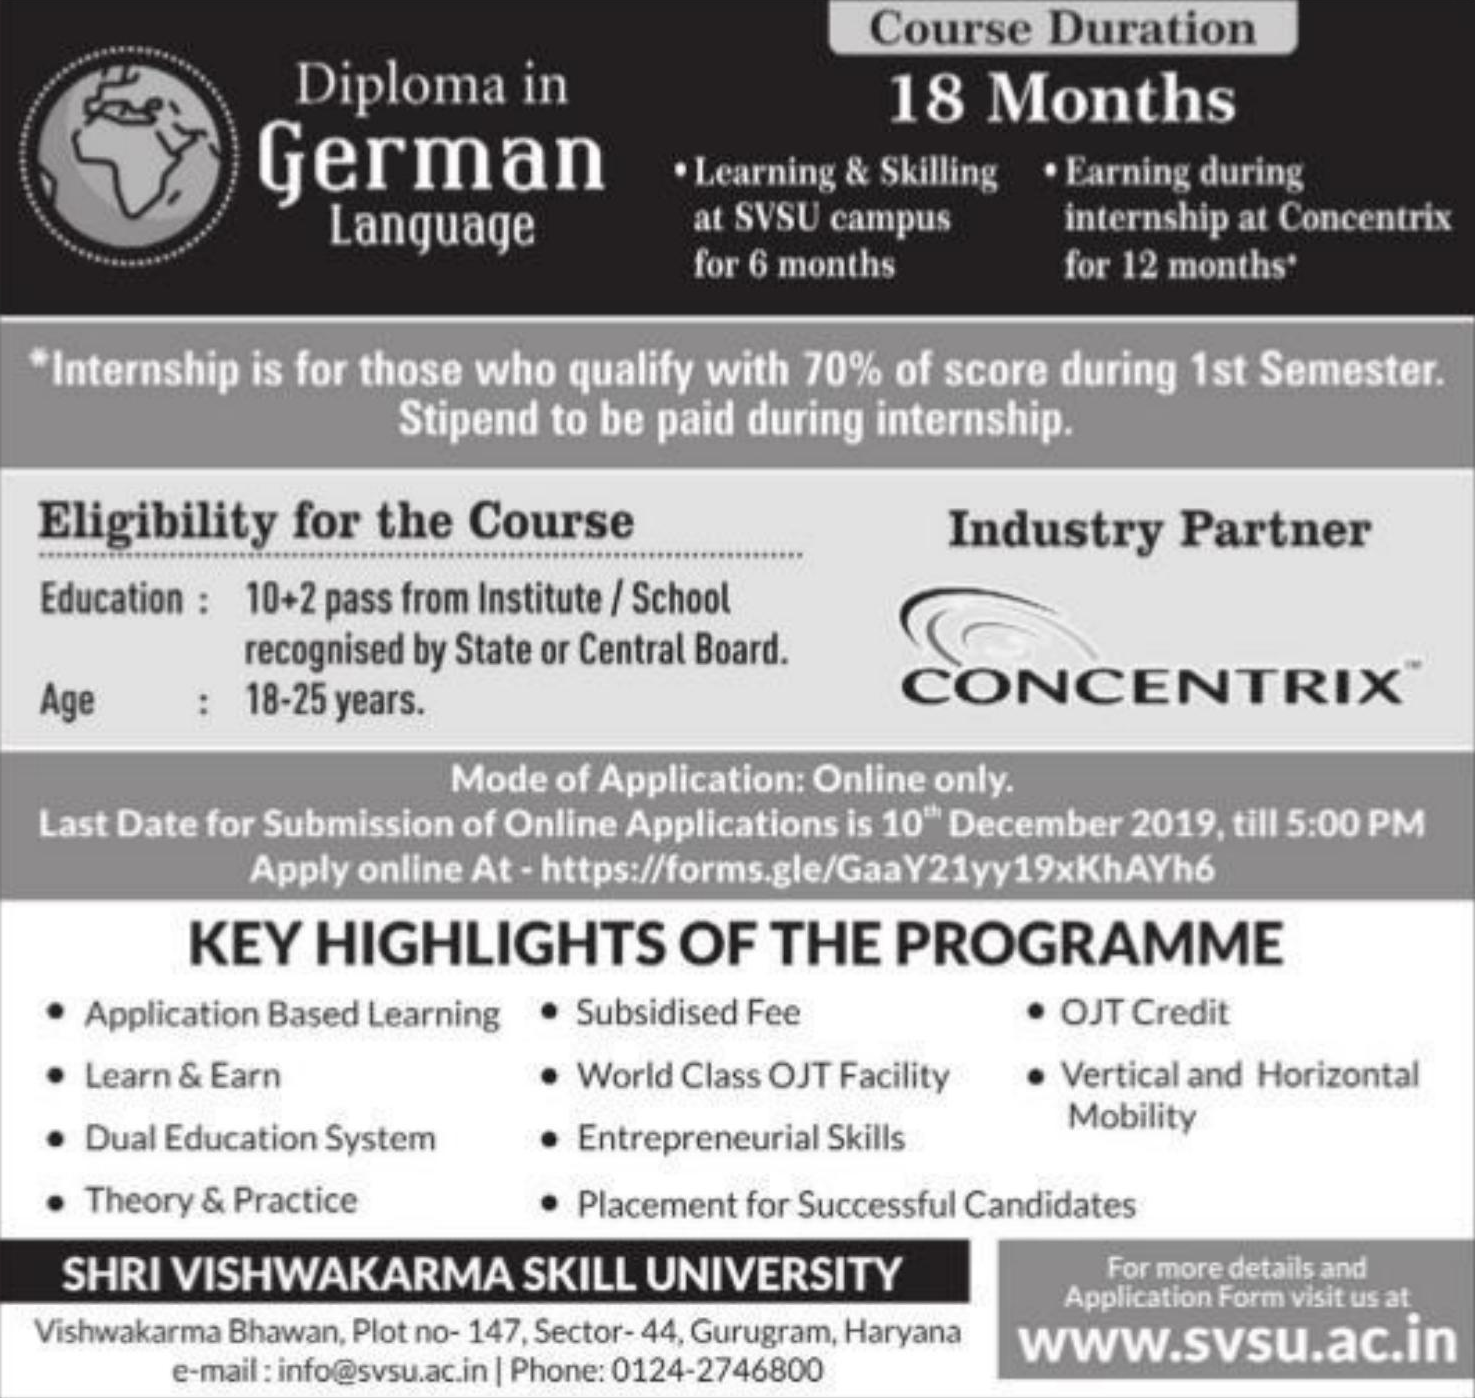 Diploma in
German
Language
Course Duration
18 Months
• Learning & Skilling
at SVSU campus
for 6 months
• Earning during
internship at Concentrix
for 12 months*
*Internship is for those who qualify with 70% of score during 1st Semester.
Stipend to be paid during internship.
Eligibility for the Course
Education : 10+2 pass from Institute / School
recognised by State or Central Board.
Age : 18-25 years.
Industry Partner
CONCENTRIX™
Mode of Application: Online only.
Last Date for Submission of Online Applications is 10th December 2019, till 5:00 PM
Apply online At - https://forms.gle/GaaY21yy19xKhAYh6
KEY HIGHLIGHTS OF THE PROGRAMME
• Application Based Learning
• Learn & Earn
• Dual Education System
• Theory & Practice
• Subsidised Fee
• World Class OJT Facility
• Entrepreneurial Skills
• Placement for Successful Candidates
• OJT Credit
• Vertical and Horizontal
Mobility
SHRI VISHWAKARMA SKILL UNIVERSITY
Vishwakarma Bhawan, Plot no- 147, Sector- 44, Gurugram, Haryana
e-mail : info@svsu.ac.in | Phone: 0124-2746800
For more details and
Application Form visit us at
www.svsu.ac.in